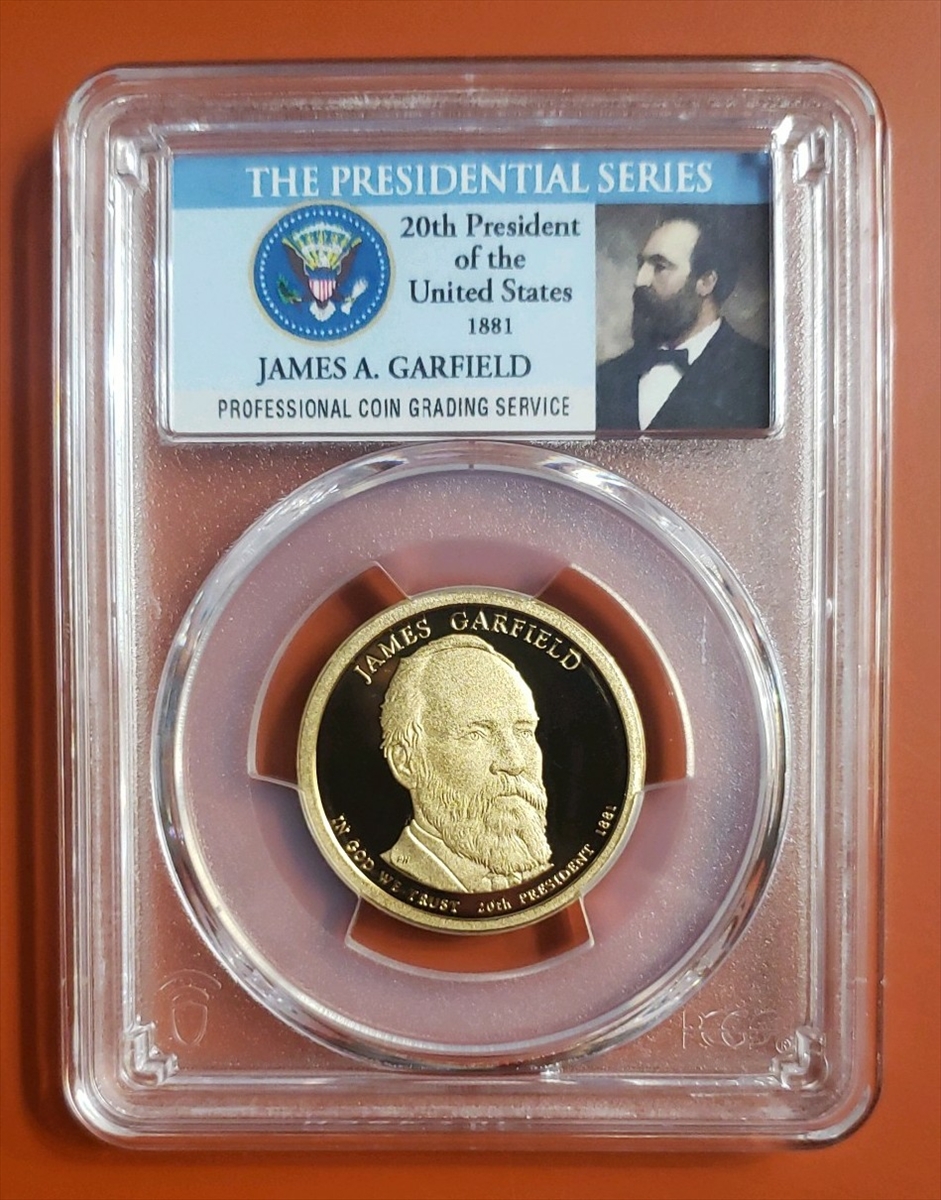 THE PRESIDENTIAL SERIES
20th President
of the
United States
1881
JAMES A. GARFIELD
PROFESSIONAL COIN GRADING SERVICE
JAMES GARFIELD
IN GOD WE TRUST 20th PRESIDENT 1881
PCGS